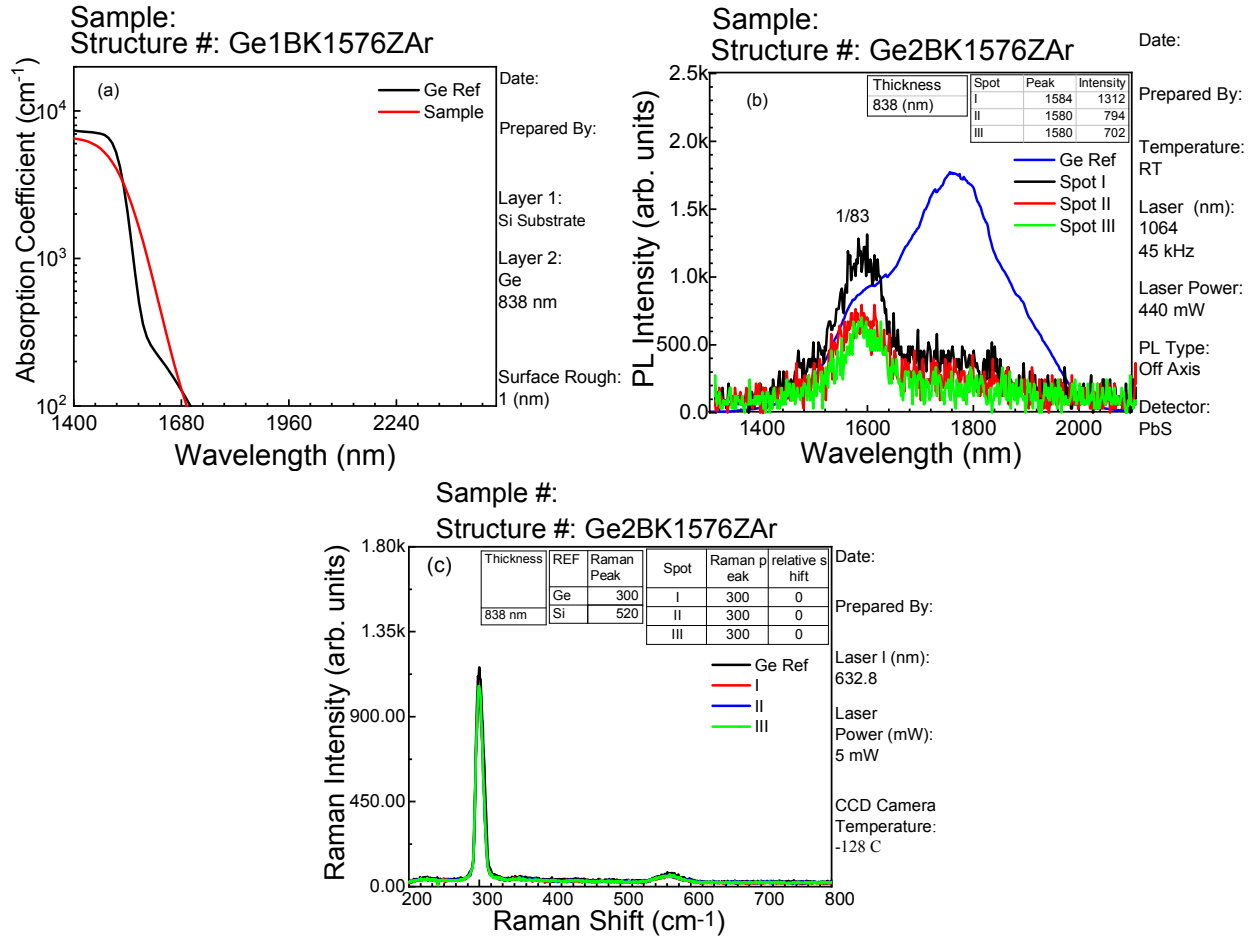 Sample:
Structure #: Ge1BK1576ZAr
(a)
Ge Ref
Sample
10⁴
10³
10²
Absorption Coefficient (cm⁻¹)
1400 1680 1960 2240
Wavelength (nm)
Date:
Prepared By:
Layer 1:
Si Substrate
Layer 2:
Ge
838 nm
Surface Rough:
1 (nm)
Sample:
Structure #: Ge2BK1576ZAr
(b)
Thickness
838 (nm)
Spot Peak Intensity
I 1584 1312
II 1580 794
III 1580 702
Ge Ref
Spot I
Spot II
Spot III
1/83
2.5k
2.0k
1.5k
1.0k
500.0
0.0
PL Intensity (arb. units)
1400 1600 1800 2000
Wavelength (nm)
Date:
Prepared By:
Temperature:
RT
Laser (nm):
1064
45 kHz
Laser Power:
440 mW
PL Type:
Off Axis
Detector:
PbS
Sample #:
Structure #: Ge2BK1576ZAr
(c)
Thickness
838 nm
REF Raman
Peak
Ge 300
Si 520
Spot Raman p relative s
eak hift
I 300 0
II 300 0
III 300 0
Ge Ref
I
II
III
1.80k
1.35k
900.00
450.00
0.00
Raman Intensity (arb. units)
200 300 400 500 600 700 800
Raman Shift (cm-¹)
Date:
Prepared By:
Laser I (nm):
632.8
Laser
Power (mW):
5 mW
CCD Camera
Temperature:
-128 C